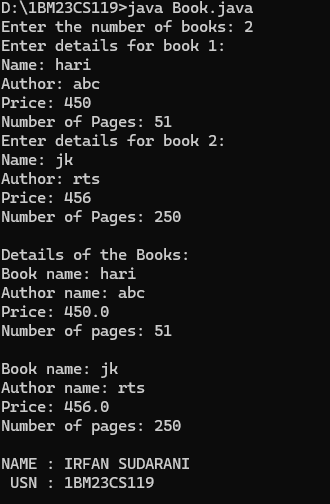 D:\1BM23CS119>java Book.java
Enter the number of books: 2
Enter details for book 1:
Name: hari
Author: abc
Price: 450
Number of Pages: 51
Enter details for book 2:
Name: jk
Author: rts
Price: 456
Number of Pages: 250

Details of the Books:
Book name: hari
Author name: abc
Price: 450.0
Number of pages: 51

Book name: jk
Author name: rts
Price: 456.0
Number of pages: 250

NAME : IRFAN SUDARANI
 USN : 1BM23CS119